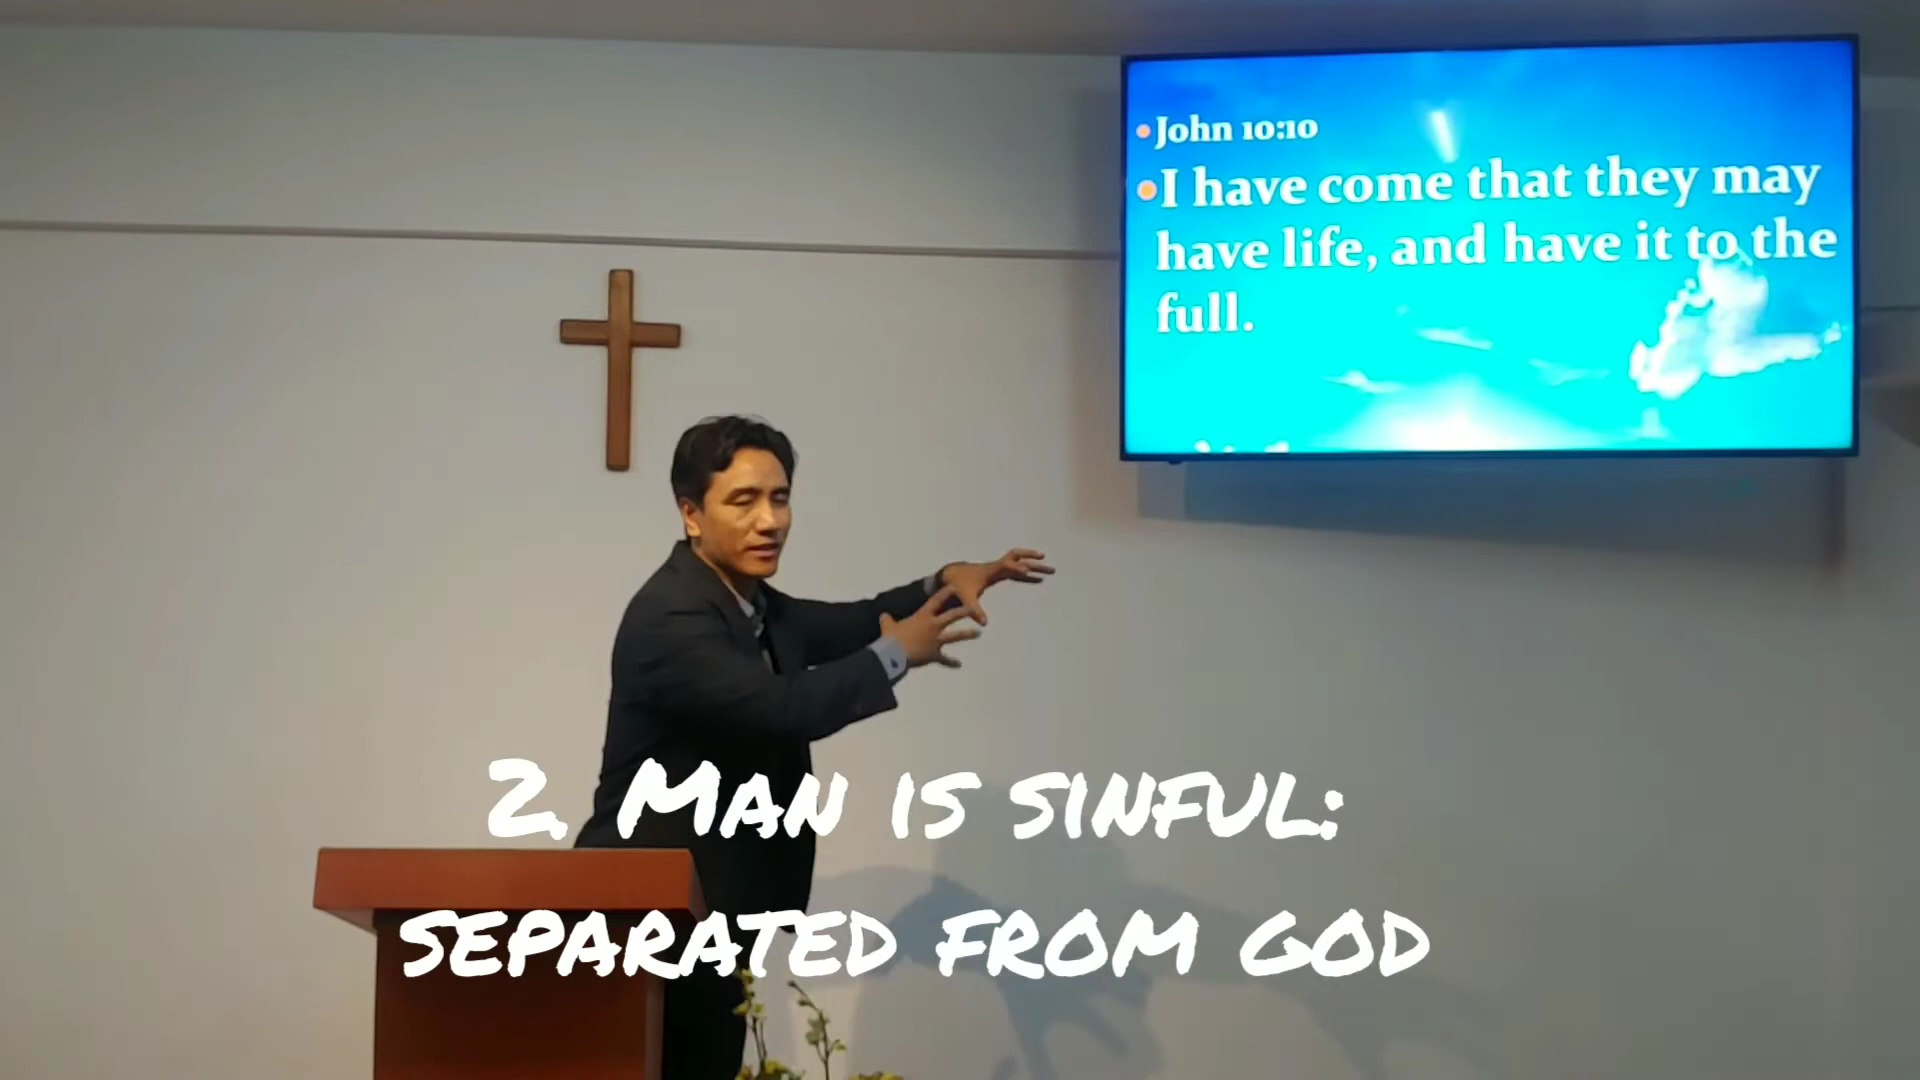 •John 10:10
•I have come that they may
have life, and have it to the
full.
2. Man is sinful:
separated from God